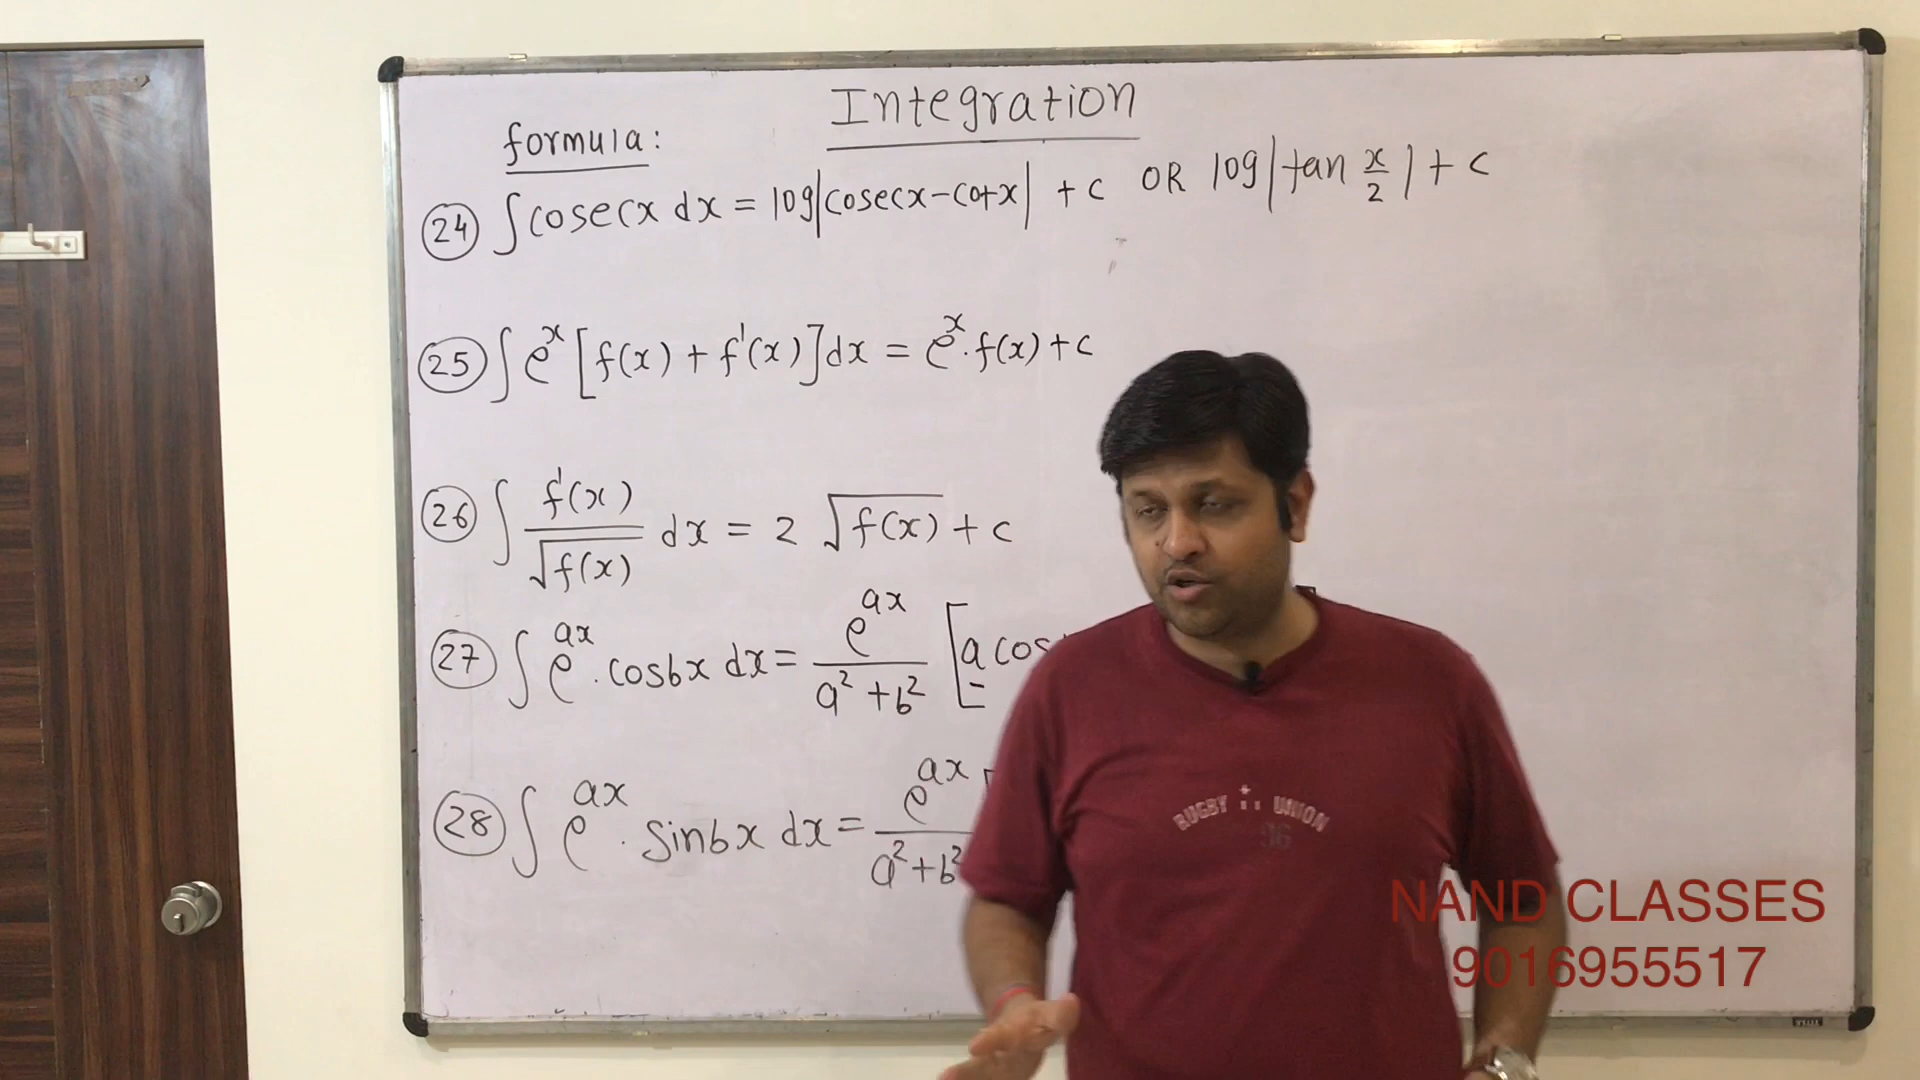 Integration
formula:
(24) ∫ cosecx dx = log|cosecx-cotx| + c OR log|tan x/2| + c
(25) ∫ e^x [f(x) + f'(x)] dx = e^x. f(x) + c
(26) ∫ f'(x)/√f(x) dx = 2 √f(x) + c
(27) ∫ e^ax . cosbx dx = e^ax/a²+b² [a cos
(28) ∫ e^ax . sinbx dx = e^ax/a²+b² [
RUGBY UNION
96
NAND CLASSES
9016955517